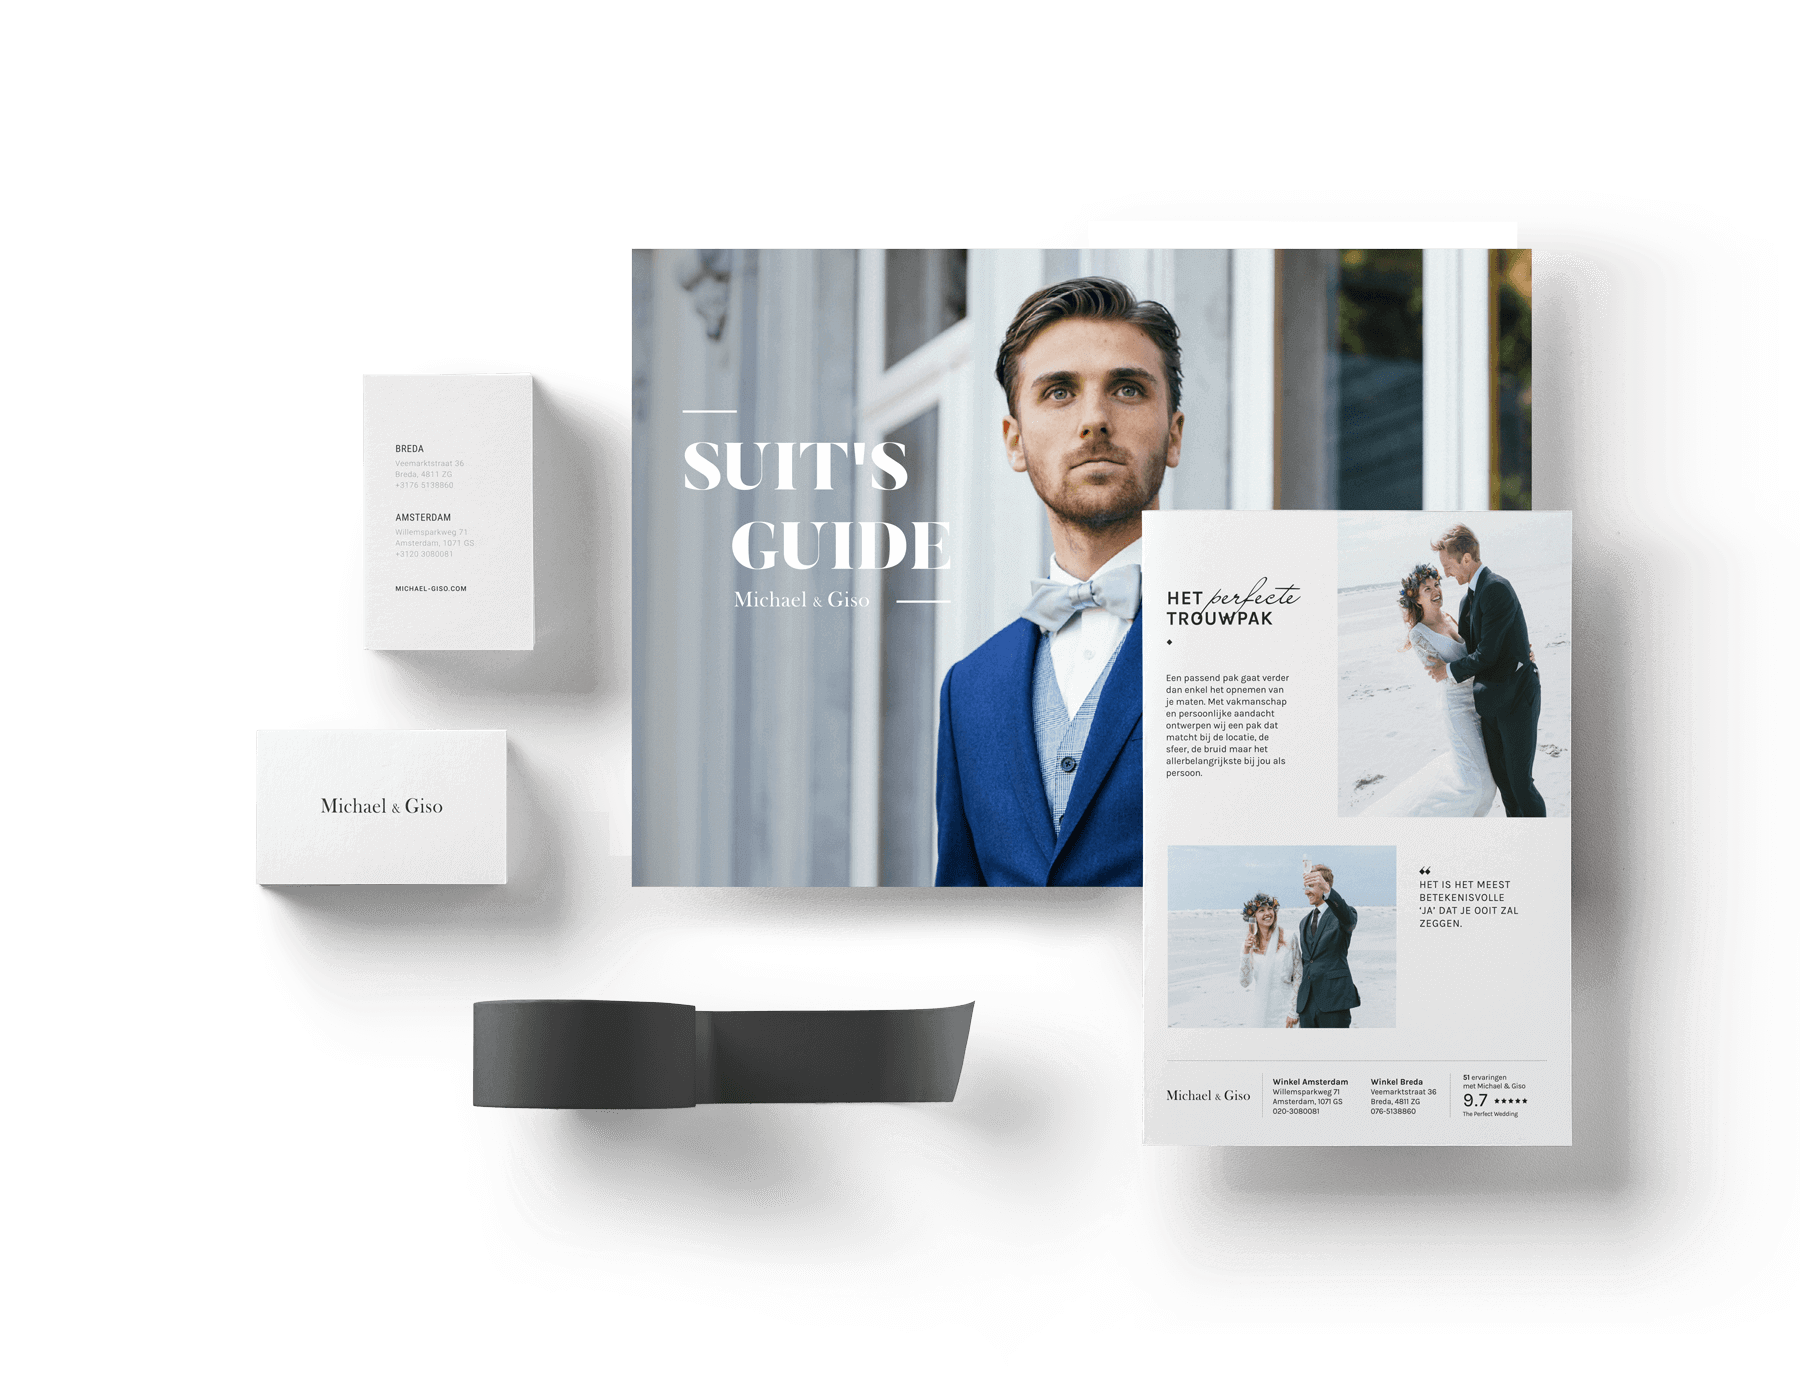 BREDA
Veemarktstraat 36
Breda, 4811 ZG
+3176 5138860
AMSTERDAM
Willemsparkweg 71
Amsterdam, 1071 GS
+3120 3080081
MICHAEL-GISO.COM
Michael & Giso
SUIT'S
GUIDE
Michael & Giso
HET perfecte
TROUWPAK
Een passend pak gaat verder
dan enkel het opnemen van
je maten. Met vakmanschap
en persoonlijke aandacht
ontwerpen wij een pak dat
matcht bij de locatie, de
sfeer, de bruid maar het
allerbelangrijkste bij jou als
persoon.
“
HET IS HET MEEST
BETEKENISVOLLE
‘JA’ DAT JE OOIT ZAL
ZEGGEN.
Michael & Giso
Winkel Amsterdam
Willemsparkweg 71
Amsterdam, 1071 GS
020-3080081
Winkel Breda
Veemarktstraat 36
Breda, 4811 ZG
076-5138860
51 ervaringen
met Michael & Giso
9.7 ★★★★★
The Perfect Wedding